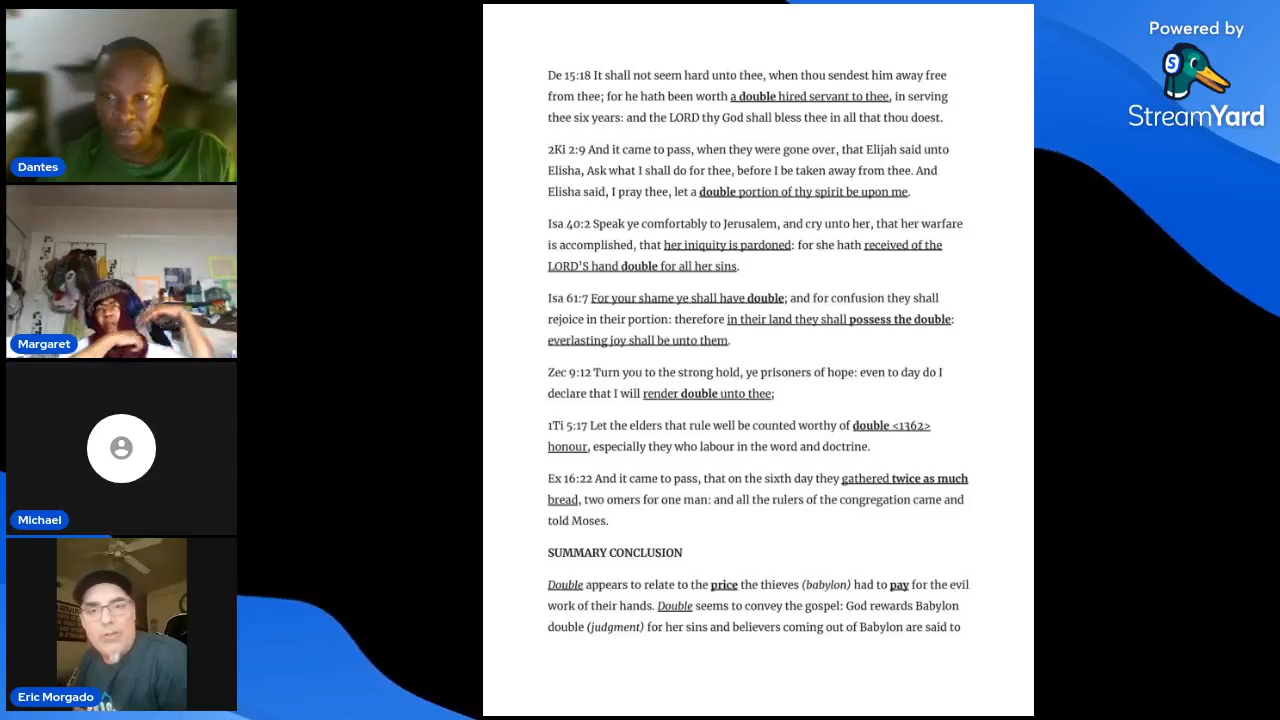 Dantes
Margaret
Michael
Eric Morgado
De 15:18 It shall not seem hard unto thee, when thou sendest him away free
from thee; for he hath been worth a double hired servant to thee, in serving
thee six years: and the LORD thy God shall bless thee in all that thou doest.
2Ki 2:9 And it came to pass, when they were gone over, that Elijah said unto
Elisha, Ask what I shall do for thee, before I be taken away from thee. And
Elisha said, I pray thee, let a double portion of thy spirit be upon me.
Isa 40:2 Speak ye comfortably to Jerusalem, and cry unto her, that her warfare
is accomplished, that her iniquity is pardoned: for she hath received of the
LORD'S hand double for all her sins.
Isa 61:7 For your shame ye shall have double; and for confusion they shall
rejoice in their portion: therefore in their land they shall possess the double:
everlasting joy shall be unto them.
Zec 9:12 Turn you to the strong hold, ye prisoners of hope: even to day do I
declare that I will render double unto thee;
1Ti 5:17 Let the elders that rule well be counted worthy of double <1362>
honour, especially they who labour in the word and doctrine.
Ex 16:22 And it came to pass, that on the sixth day they gathered twice as much
bread, two omers for one man: and all the rulers of the congregation came and
told Moses.
SUMMARY CONCLUSION
Double appears to relate to the price the thieves (babylon) had to pay for the evil
work of their hands. Double seems to convey the gospel: God rewards Babylon
double (judgment) for her sins and believers coming out of Babylon are said to
Powered by
S
StreamYard